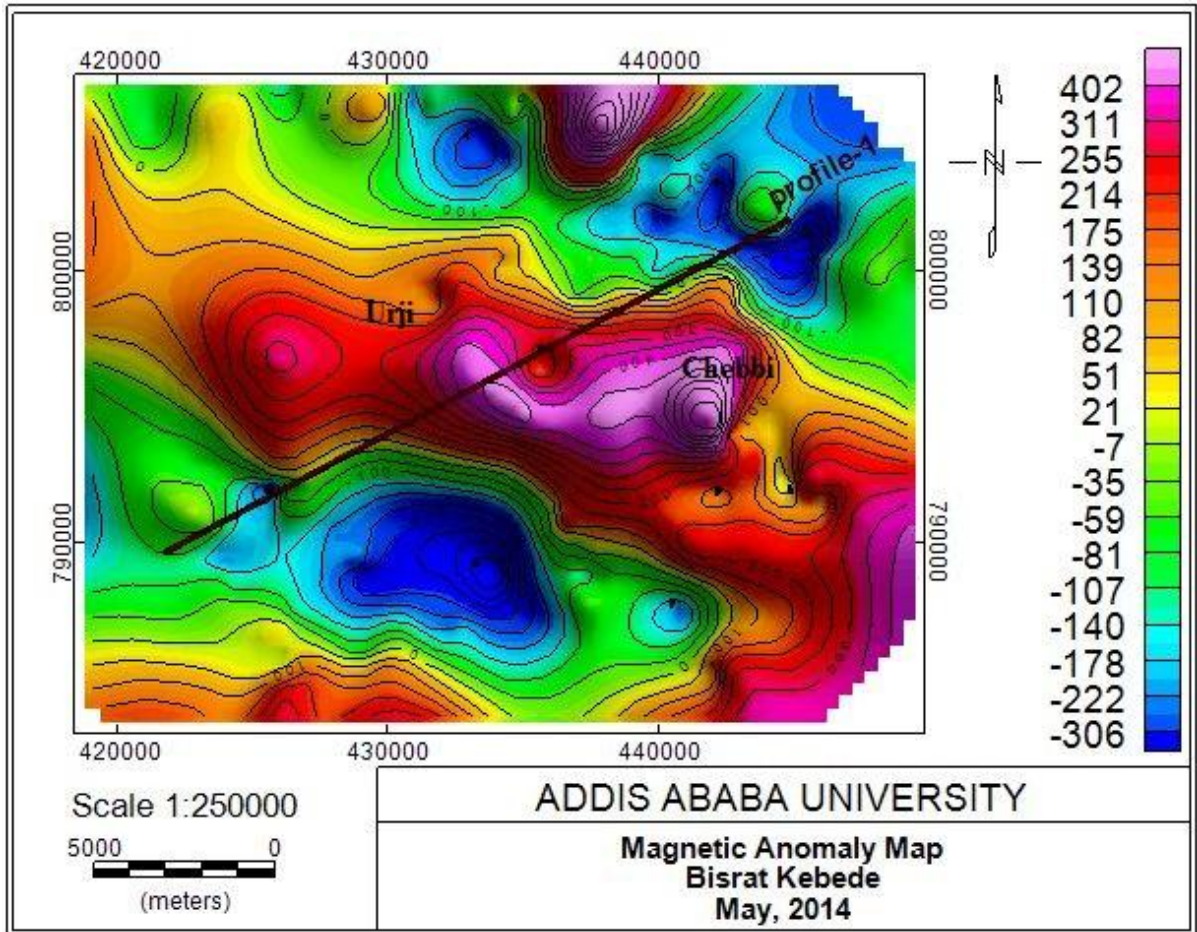 420000 430000 440000
800000
790000
800000
790000
profile-A
Urji
Chebbi
N
402
311
255
214
175
139
110
82
51
21
-7
-35
-59
-81
-107
-140
-178
-222
-306
420000 430000 440000
Scale 1:250000
5000 0
(meters)
ADDIS ABABA UNIVERSITY
Magnetic Anomaly Map
Bisrat Kebede
May, 2014